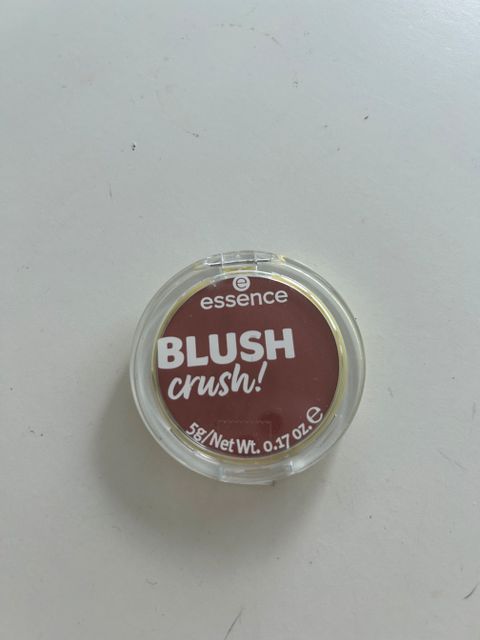 e
essence
BLUSH
crush!
5g/Net Wt. 0.17 oz. ℮